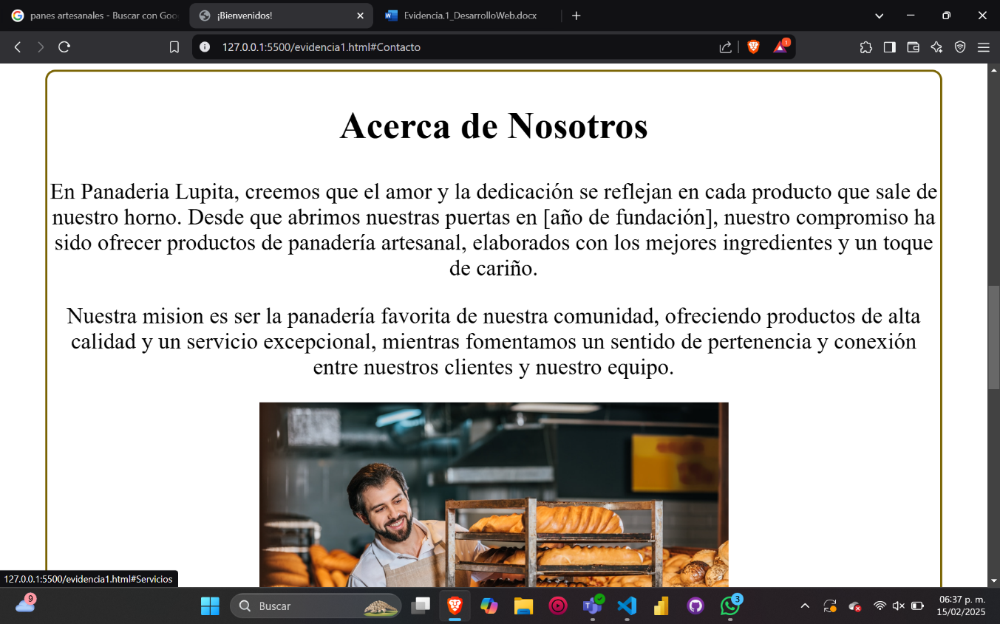 panes artesanales - Buscar con Goo
¡Bienvenidos!
Evidencia.1_DesarrolloWeb.docx
127.0.0.1:5500/evidencia1.html#Contacto
1
Acerca de Nosotros
En Panaderia Lupita, creemos que el amor y la dedicación se reflejan en cada producto que sale de
nuestro horno. Desde que abrimos nuestras puertas en [año de fundación], nuestro compromiso ha
sido ofrecer productos de panadería artesanal, elaborados con los mejores ingredientes y un toque
de cariño.
Nuestra mision es ser la panadería favorita de nuestra comunidad, ofreciendo productos de alta
calidad y un servicio excepcional, mientras fomentamos un sentido de pertenencia y conexión
entre nuestros clientes y nuestro equipo.
127.0.0.1:5500/evidencia1.html#Servicios
9
Buscar
3
06:37 p. m.
15/02/2025